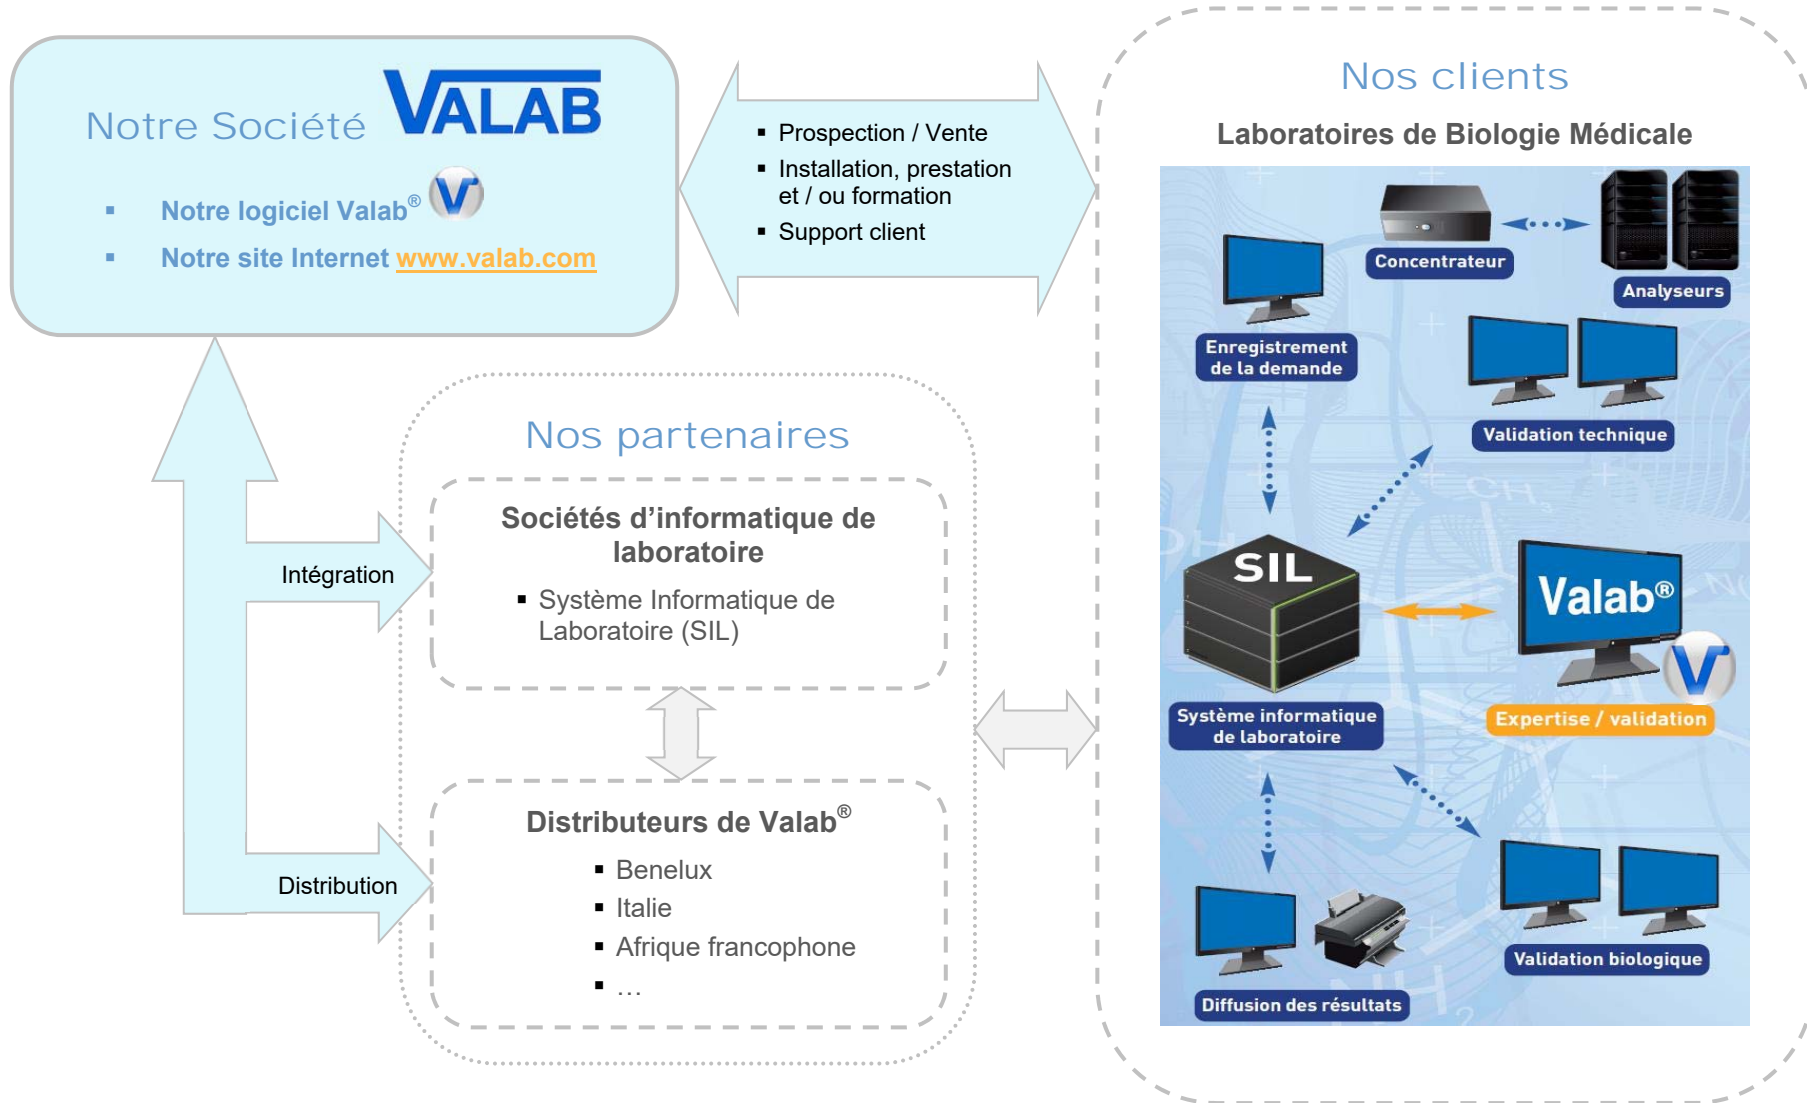 Notre Société
VALAB
Notre logiciel Valab®
V
Notre site Internet www.valab.com
▪ Prospection / Vente
▪ Installation, prestation
et / ou formation
▪ Support client
Nos partenaires
Sociétés d’informatique de
laboratoire
▪ Système Informatique de
Laboratoire (SIL)
Intégration
Distributeurs de Valab®
▪ Benelux
▪ Italie
▪ Afrique francophone
▪ …
Distribution
Nos clients
Laboratoires de Biologie Médicale
Concentrateur
Analyseurs
Enregistrement
de la demande
Validation technique
CH3
OH
SIL
Valab®
V
Système informatique
de laboratoire
Expertise / validation
Validation biologique
NH2
Diffusion des résultats